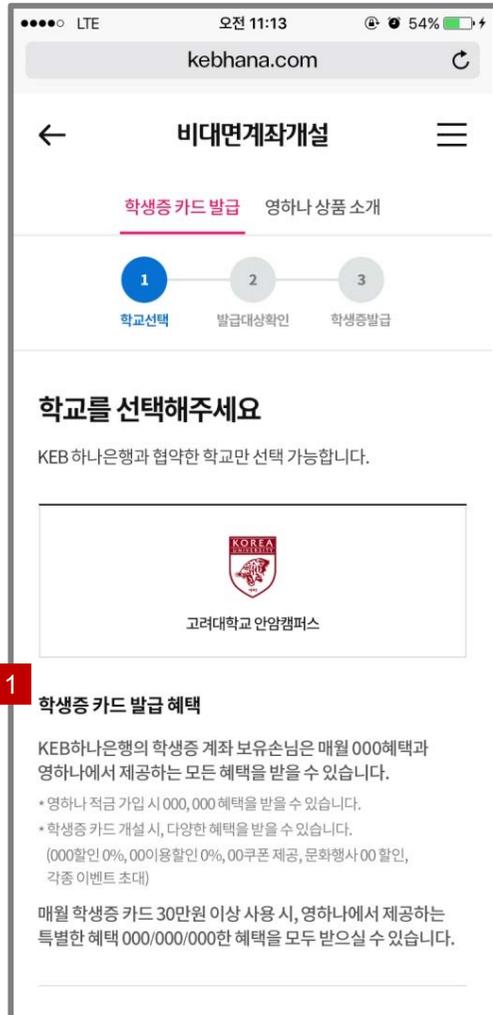 LTE 오전 11:13 54%
kebhana.com
비대면계좌개설
학생증 카드 발급 영하나 상품 소개
1 2 3
학교선택 발급대상확인 학생증발급
학교를 선택해주세요
KEB 하나은행과 협약한 학교만 선택 가능합니다.
KOREA
UNIVERSITY
고려대학교 안암캠퍼스
1
학생증 카드 발급 혜택
KEB하나은행의 학생증 계좌 보유손님은 매월 000혜택과
영하나에서 제공하는 모든 혜택을 받을 수 있습니다.
* 영하나 적금 가입 시 000, 000 혜택을 받을 수 있습니다.
* 학생증 카드 개설 시, 다양한 혜택을 받을 수 있습니다.
(000할인 0%, 00이용할인 0%, 00쿠폰 제공, 문화행사 00 할인,
각종 이벤트 초대)
매월 학생증 카드 30만원 이상 사용 시, 영하나에서 제공하는
특별한 혜택 000/000/000한 혜택을 모두 받으실 수 있습니다.